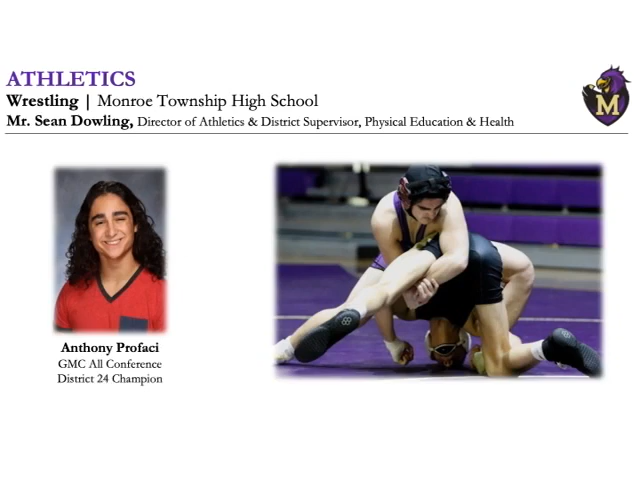 ATHLETICS
Wrestling | Monroe Township High School
Mr. Sean Dowling, Director of Athletics & District Supervisor, Physical Education & Health
M
Anthony Profaci
GMC All Conference
District 24 Champion